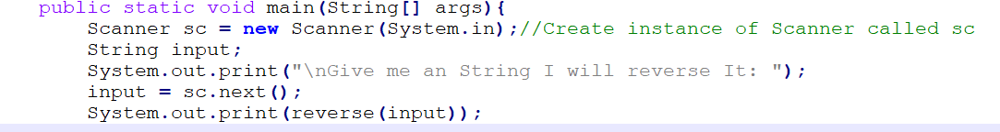 public static void main(String[] args){
Scanner sc = new Scanner(System.in);//Create instance of Scanner called sc
String input;
System.out.print("\nGive me an String I will reverse It: ");
input = sc.next();
System.out.print(reverse(input));